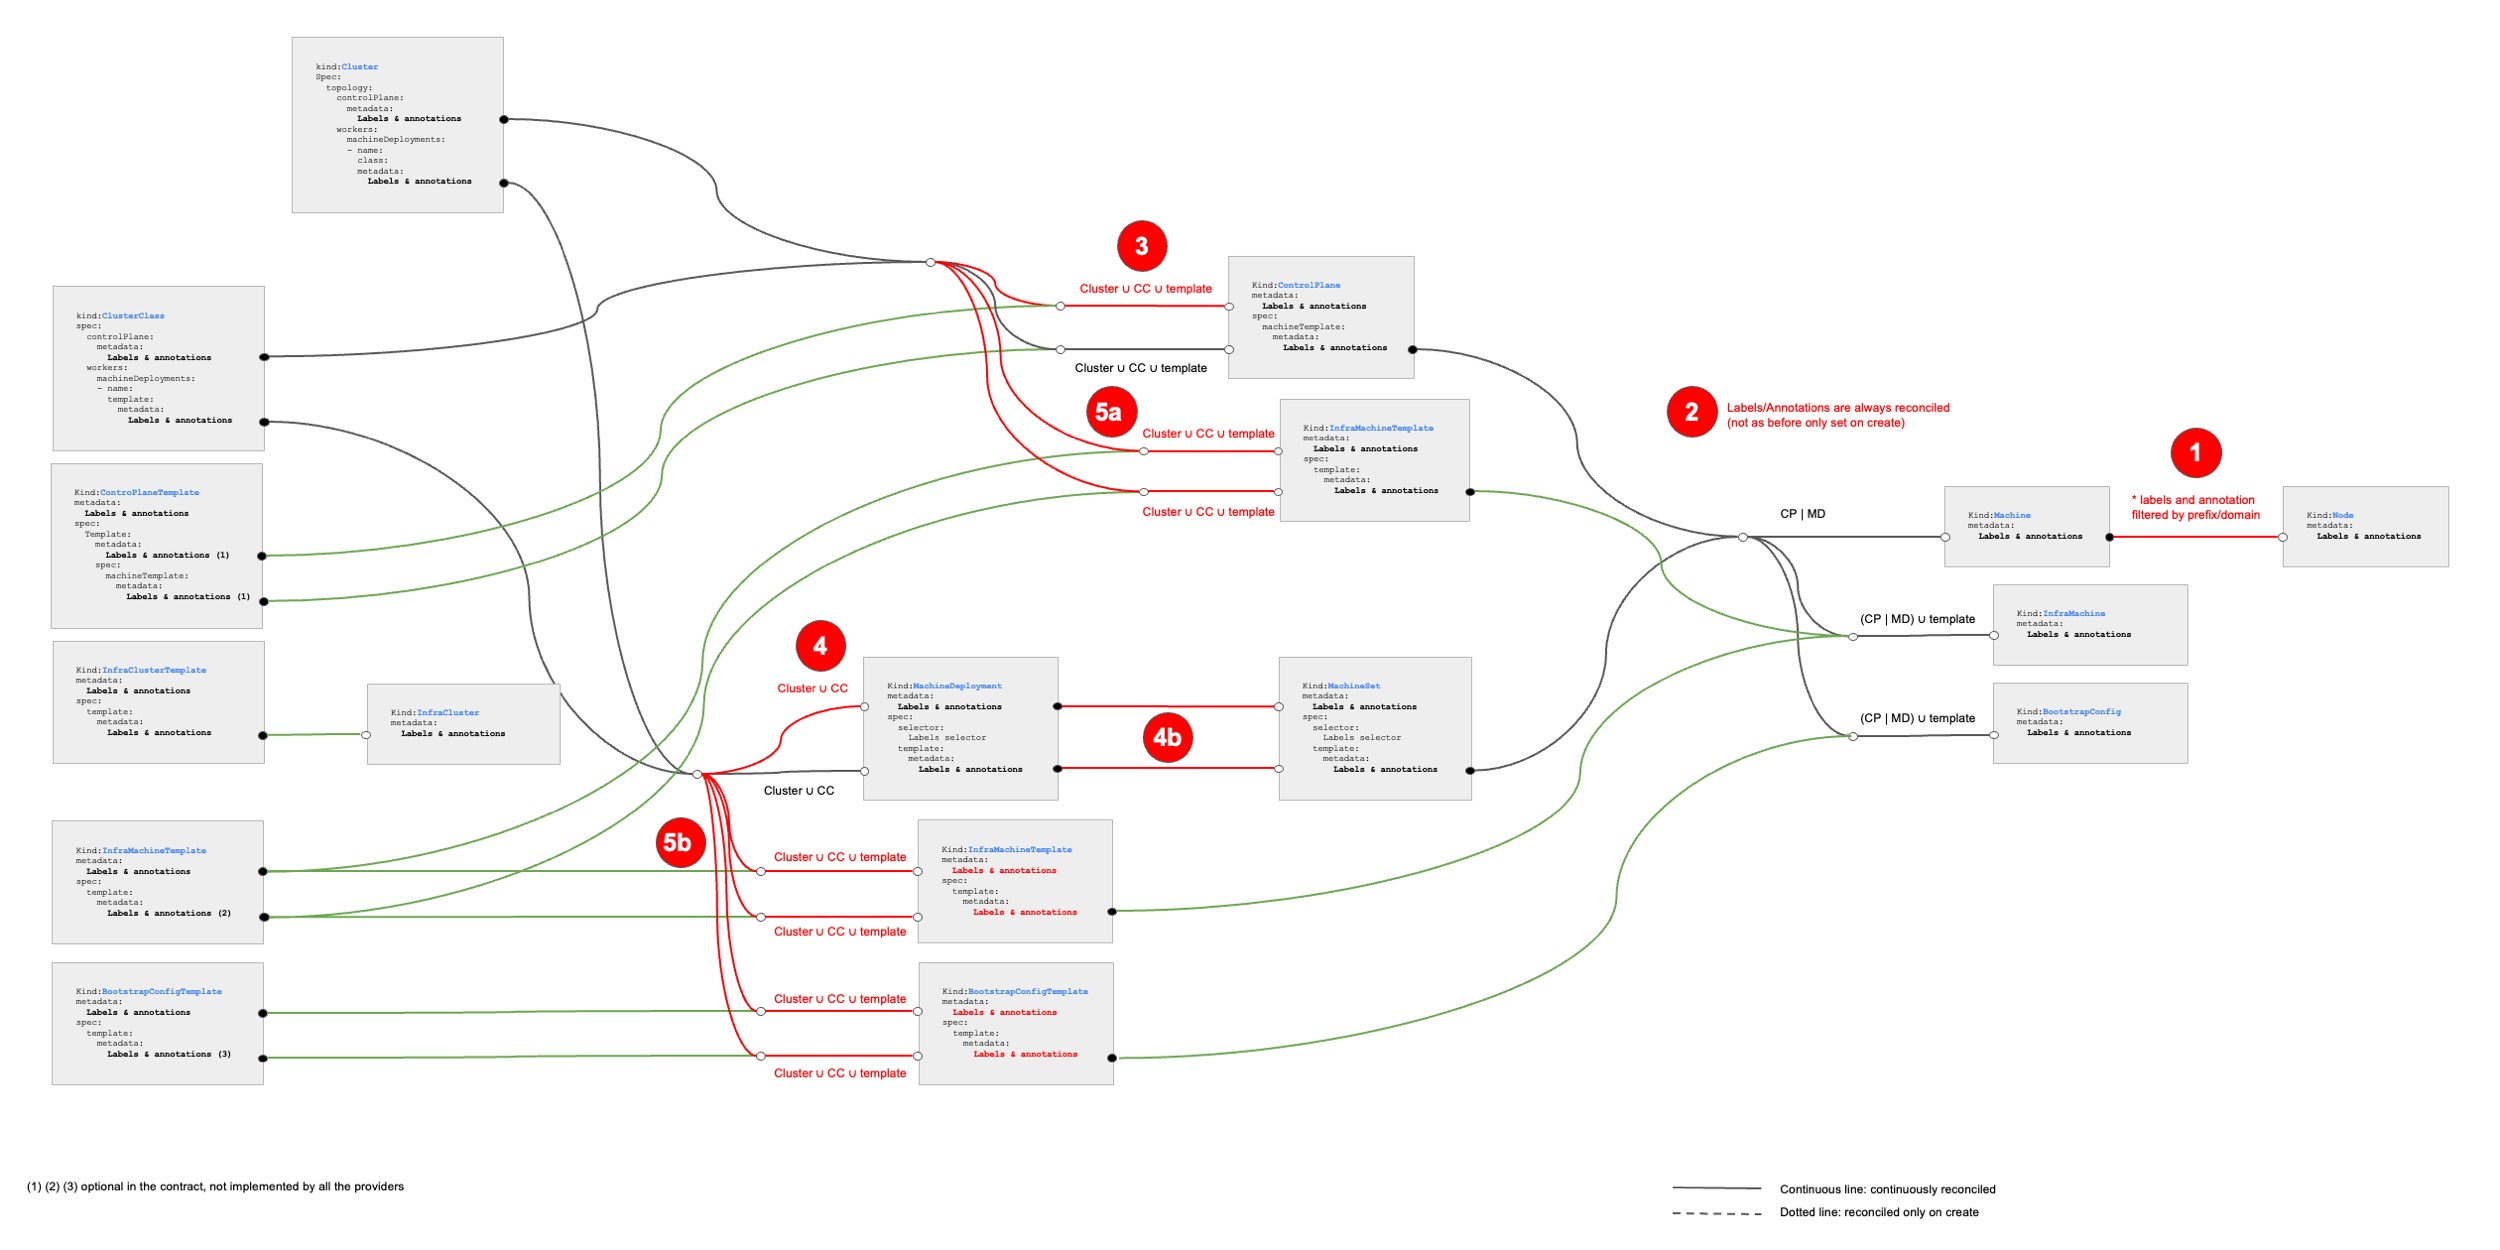 kind:Cluster
Spec:
topology:
controlPlane:
metadata:
Labels & annotations
workers:
machineDeployments:
- name:
class:
metadata:
Labels & annotations
kind:ClusterClass
spec:
controlPlane:
metadata:
Labels & annotations
workers:
machineDeployments:
- name:
template:
metadata:
Labels & annotations
Kind:ControPlaneTemplate
metadata:
Labels & annotations
spec:
Template:
metadata:
Labels & annotations (1)
spec:
machineTemplate:
metadata:
Labels & annotations (1)
Kind:InfraClusterTemplate
metadata:
Labels & annotations
spec:
template:
metadata:
Labels & annotations
Kind:InfraCluster
metadata:
Labels & annotations
Kind:InfraMachineTemplate
metadata:
Labels & annotations
spec:
template:
metadata:
Labels & annotations (2)
Kind:BootstrapConfigTemplate
metadata:
Labels & annotations
spec:
template:
metadata:
Labels & annotations (3)
3
Cluster ∪ CC ∪ template
Cluster ∪ CC ∪ template
Kind:ControlPlane
metadata:
Labels & annotations
spec:
machineTemplate:
metadata:
Labels & annotations
5a
Cluster ∪ CC ∪ template
Cluster ∪ CC ∪ template
Kind:InfraMachineTemplate
metadata:
Labels & annotations
spec:
template:
metadata:
Labels & annotations
4
Cluster ∪ CC
Cluster ∪ CC
Kind:MachineDeployment
metadata:
Labels & annotations
spec:
selector:
Labels selector
template:
metadata:
Labels & annotations
4b
Kind:MachineSet
metadata:
Labels & annotations
spec:
selector:
Labels selector
template:
metadata:
Labels & annotations
5b
Cluster ∪ CC ∪ template
Cluster ∪ CC ∪ template
Kind:InfraMachineTemplate
metadata:
Labels & annotations
spec:
template:
metadata:
Labels & annotations
Cluster ∪ CC ∪ template
Cluster ∪ CC ∪ template
Kind:BootstrapConfigTemplate
metadata:
Labels & annotations
spec:
template:
metadata:
Labels & annotations
2
Labels/Annotations are always reconciled
(not as before only set on create)
1
* labels and annotation
filtered by prefix/domain
CP | MD
Kind:Machine
metadata:
Labels & annotations
Kind:Node
metadata:
Labels & annotations
(CP | MD) ∪ template
Kind:InfraMachine
metadata:
Labels & annotations
(CP | MD) ∪ template
Kind:BootstrapConfig
metadata:
Labels & annotations
(1) (2) (3) optional in the contract, not implemented by all the providers
Continuous line: continuously reconciled
Dotted line: reconciled only on create